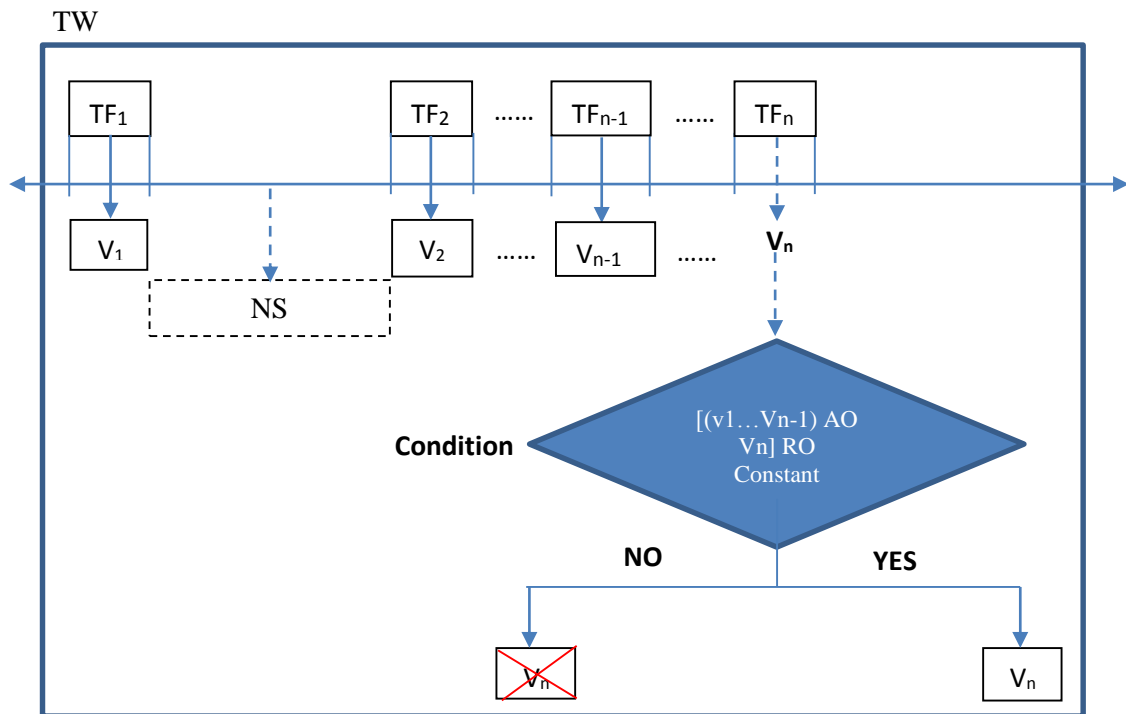 TW
TF₁ TF₂ ...... TFₙ₋₁ ...... TFₙ
V₁ V₂ ...... Vₙ₋₁ ...... Vₙ
NS
Condition
[(v1…Vn-1) AO
Vn] RO
Constant
NO YES
Vₙ Vₙ